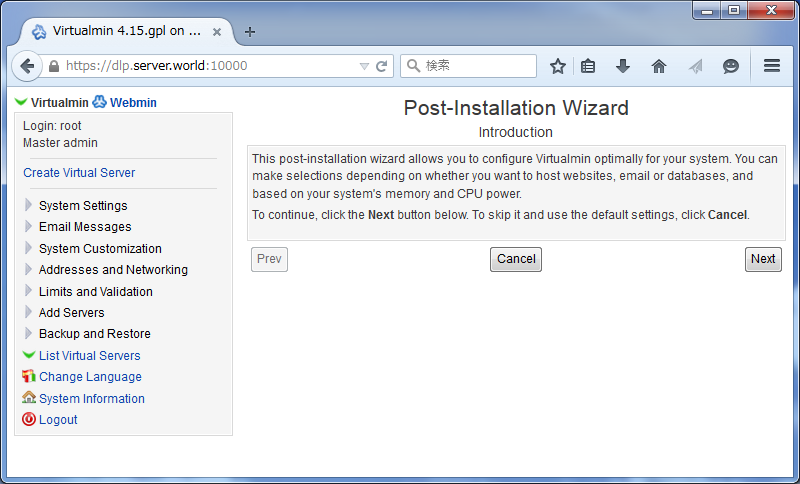 Virtualmin 4.15.gpl on ...
https://dlp.server.world:10000
検索
Virtualmin Webmin
Login: root
Master admin
Create Virtual Server
System Settings
Email Messages
System Customization
Addresses and Networking
Limits and Validation
Add Servers
Backup and Restore
List Virtual Servers
Change Language
System Information
Logout
Post-Installation Wizard
Introduction
This post-installation wizard allows you to configure Virtualmin optimally for your system. You can
make selections depending on whether you want to host websites, email or databases, and
based on your system's memory and CPU power.
To continue, click the Next button below. To skip it and use the default settings, click Cancel.
Prev
Cancel
Next